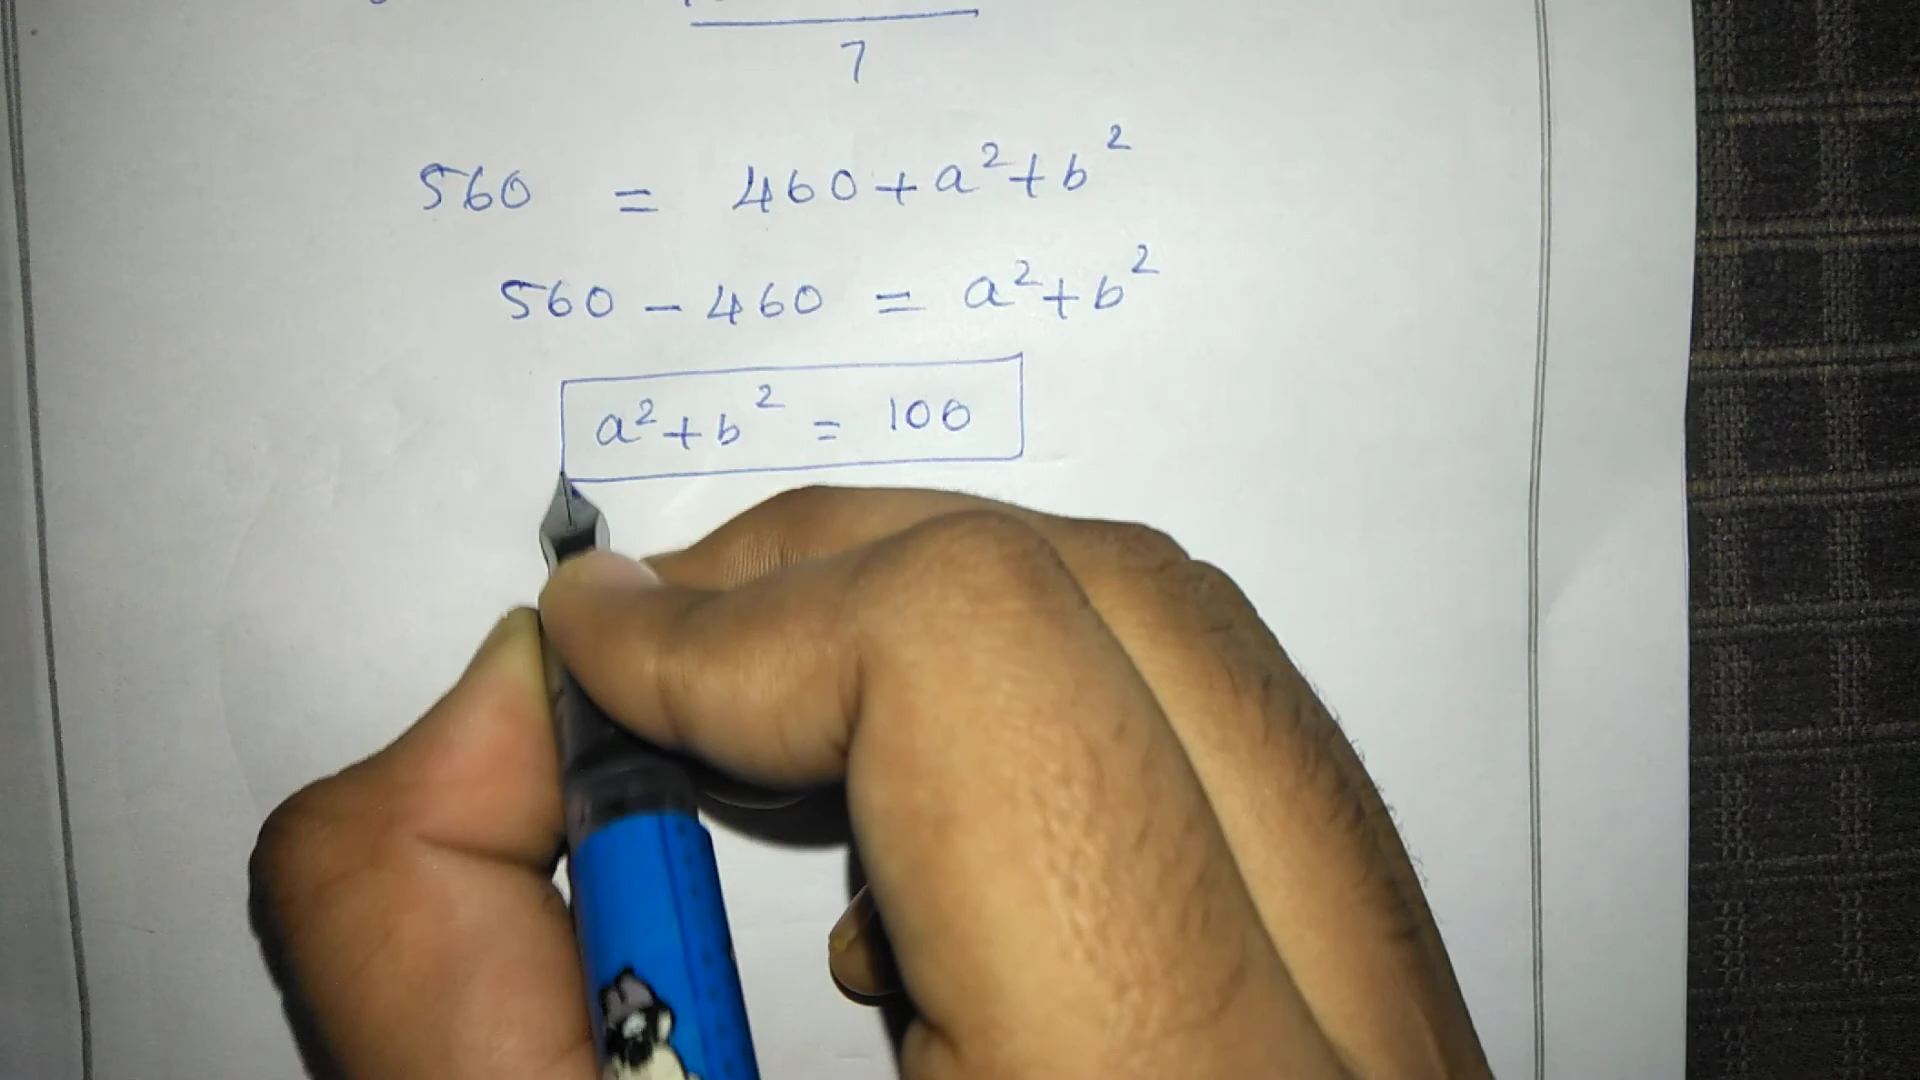 7
560 = 460 + a² + b²
560 - 460 = a² + b²
a² + b² = 100